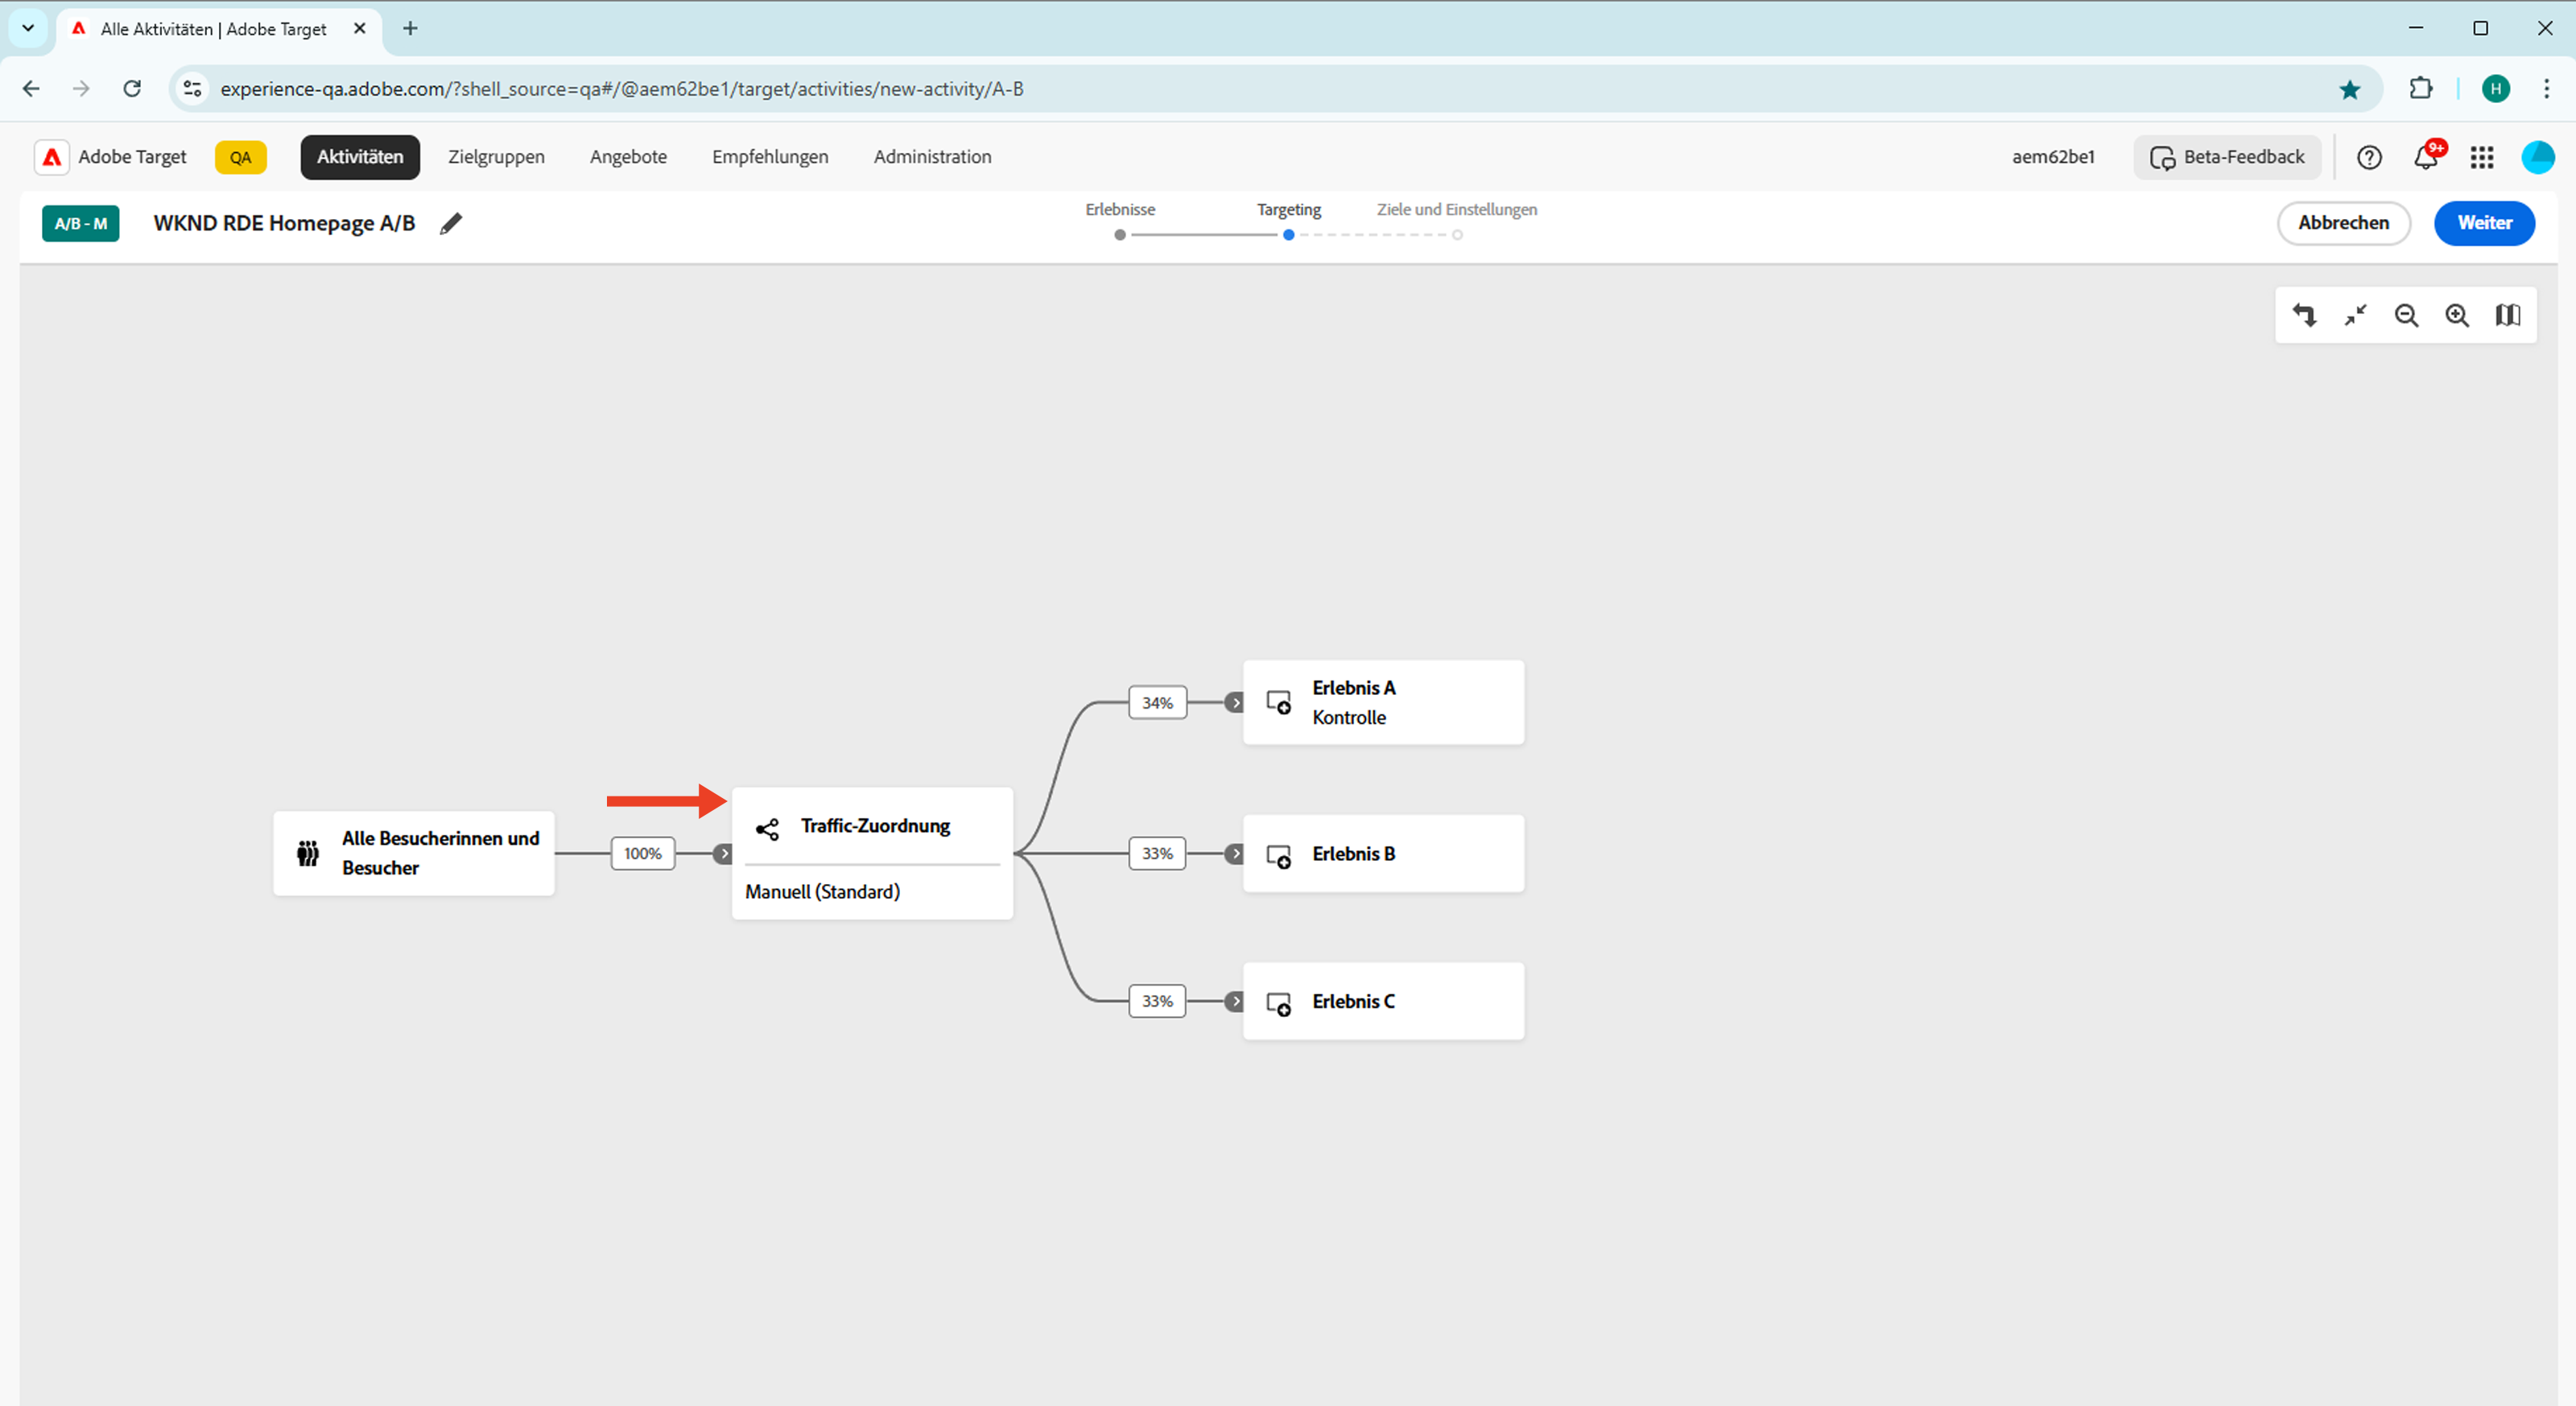 Alle Aktivitäten | Adobe Target
experience-qa.adobe.com/?shell_source=qa#/@aem62be1/target/activities/new-activity/A-B
H
Adobe Target
QA
Aktivitäten
Zielgruppen
Angebote
Empfehlungen
Administration
aem62be1
Beta-Feedback
9+
A/B - M
WKND RDE Homepage A/B
Erlebnisse
Targeting
Ziele und Einstellungen
Abbrechen
Weiter
Alle Besucherinnen und
Besucher
100%
Traffic-Zuordnung
Manuell (Standard)
34%
Erlebnis A
Kontrolle
33%
Erlebnis B
33%
Erlebnis C